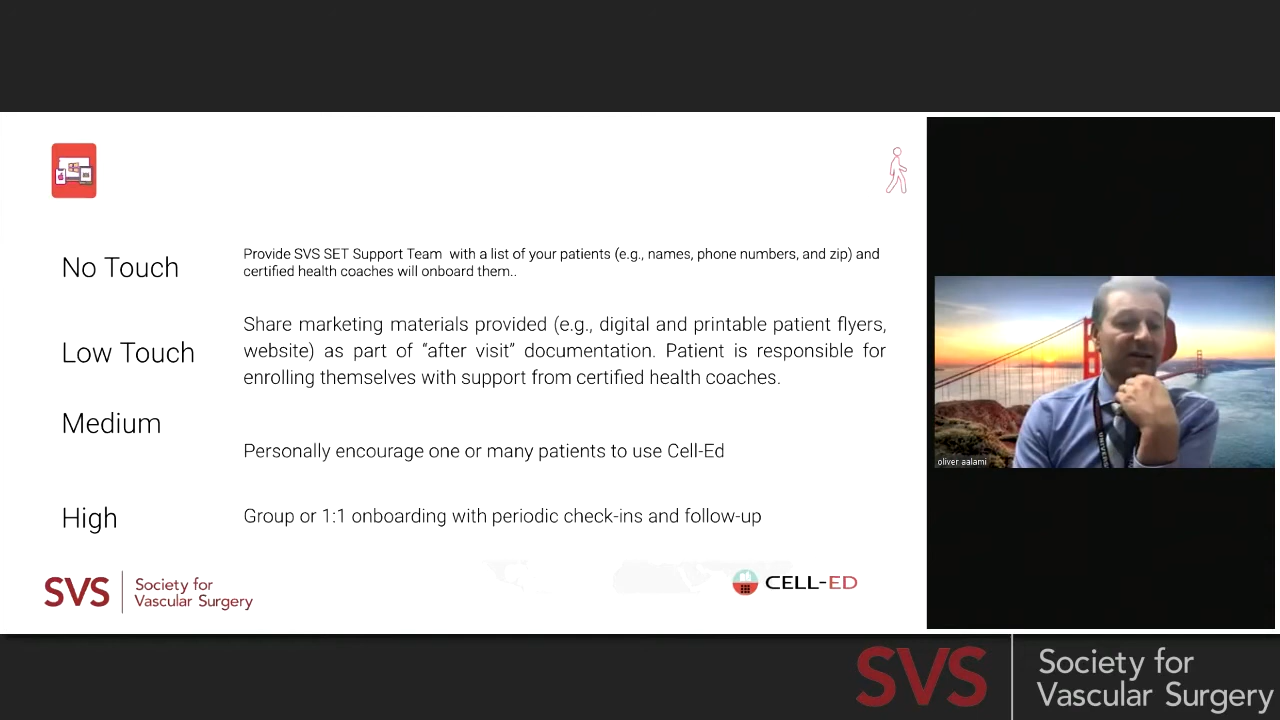 No Touch
Provide SVS SET Support Team with a list of your patients (e.g., names, phone numbers, and zip) and
certified health coaches will onboard them..
Low Touch
Share marketing materials provided (e.g., digital and printable patient flyers,
website) as part of “after visit” documentation. Patient is responsible for
enrolling themselves with support from certified health coaches.
Medium
Personally encourage one or many patients to use Cell-Ed
High
Group or 1:1 onboarding with periodic check-ins and follow-up
SVS
Society for
Vascular Surgery
CELL-ED
oliver aalami
SVS
Society for
Vascular Surgery